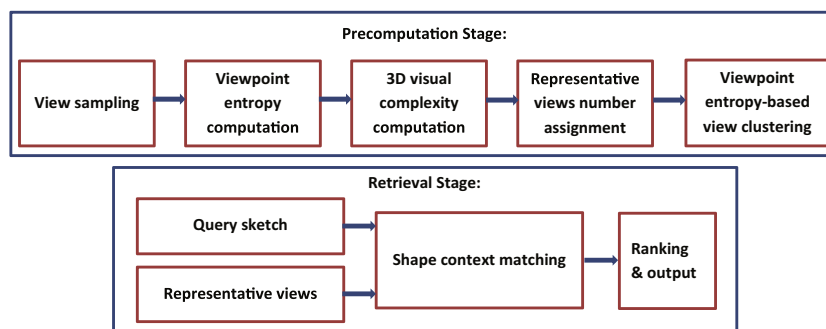 Precomputation Stage:
View sampling
Viewpoint
entropy
computation
3D visual
complexity
computation
Representative
views number
assignment
Viewpoint
entropy-based
view clustering
Retrieval Stage:
Query sketch
Representative views
Shape context matching
Ranking
& output